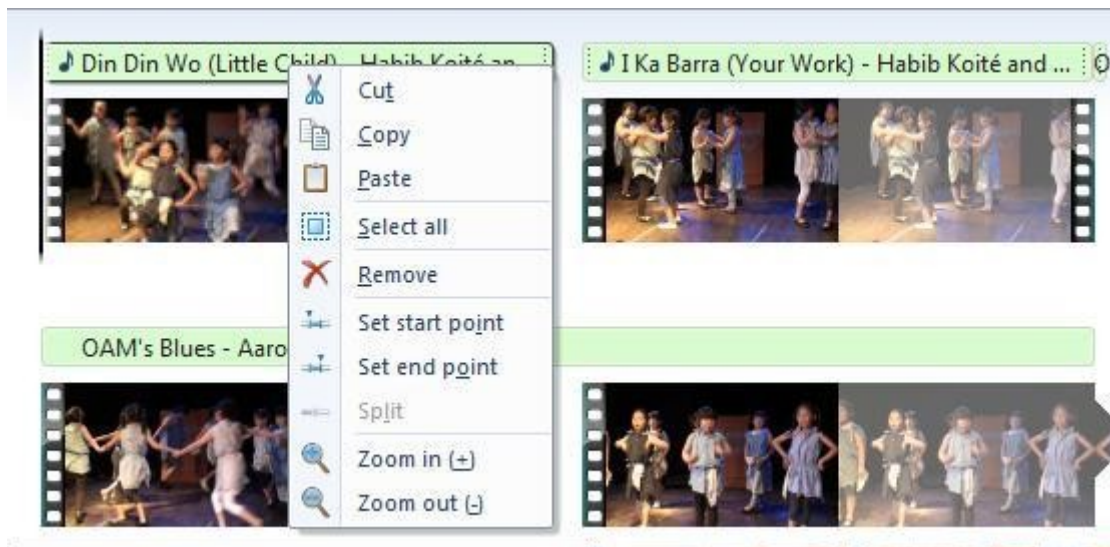 Din Din Wo (Little Child) - Habib Koité an
I Ka Barra (Your Work) - Habib Koité and ...
Cut
Copy
Paste
Select all
Remove
Set start point
OAM's Blues - Aaro
Set end point
Split
Zoom in (+)
Zoom out (-)